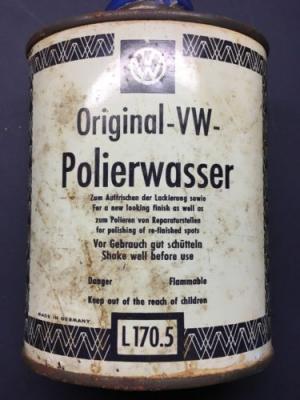 Original-VW-
Polierwasser
Zum Auffrischen der Lackierung sowie
For a new looking finish as well as
zum Polieren von Reparaturstellen
for polishing of re-finished spots
Vor Gebrauch gut schütteln
Shake well before use
Danger Flammable
Keep out of the reach of children
MADE IN GERMANY
L170.5